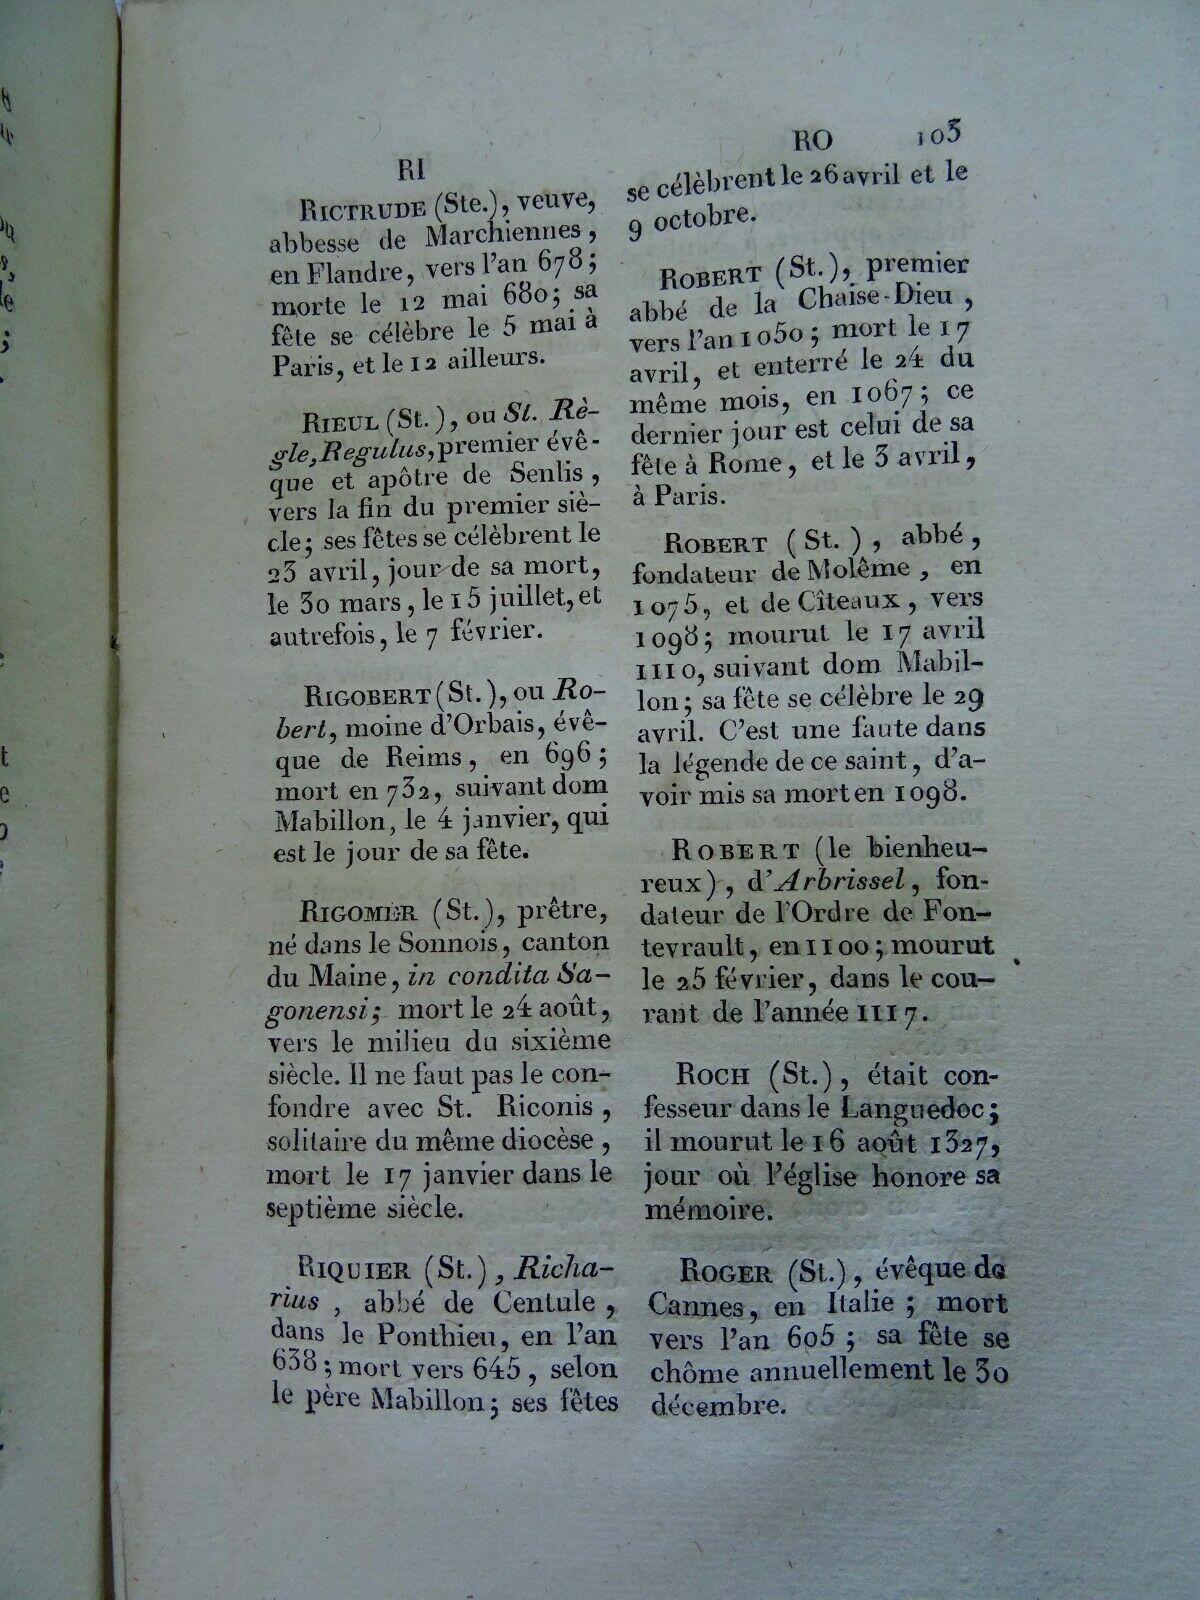 RI
RICTRUDE (Ste.), veuve,
abbesse de Marchiennes,
en Flandre, vers l'an 678;
morte le 12 mai 680; sa
fête se célèbre le 5 mai à
Paris, et le 12 ailleurs.
RIEUL (St.), ou St. Rè-
gle, Regulus, premier évê-
que et apôtre de Senlis,
vers la fin du premier siè-
cle; ses fêtes se célèbrent le
23 avril, jour de sa mort,
le 30 mars, le 15 juillet, et
autrefois, le 7 février.
RIGOBERT (St.), ou Ro-
bert, moine d'Orbais, évê-
que de Reims, en 696;
mort en 732, suivant dom
Mabillon, le 4 janvier, qui
est le jour de sa fête.
RIGOMER (St.), prêtre,
né dans le Sonnois, canton
du Maine, in condita Sa-
gonensi; mort le 24 août,
vers le milieu du sixième
siècle. Il ne faut pas le con-
fondre avec St. Riconis,
solitaire du même diocèse,
mort le 17 janvier dans le
septième siècle.
RIQUIER (St.), Richa-
rius, abbé de Centule,
dans le Ponthieu, en l'an
638; mort vers 645, selon
le père Mabillon; ses fêtes
RO 103
se célèbrent le 26 avril et le
9 octobre.
ROBERT (St.), premier
abbé de la Chaise-Dieu,
vers l'an 1050; mort le 17
avril, et enterré le 24 du
même mois, en 1067; ce
dernier jour est celui de sa
fête à Rome, et le 3 avril,
à Paris.
ROBERT (St.), abbé,
fondateur de Molême, en
1075, et de Cîteaux, vers
1098; mourut le 17 avril
1110, suivant dom Mabil-
lon; sa fête se célèbre le 29
avril. C'est une faute dans
la légende de ce saint, d'a-
voir mis sa mort en 1098.
ROBERT (le bienheu-
reux), d'Arbrissel, fon-
dateur de l'Ordre de Fon-
tevrault, en 1100; mourut
le 25 février, dans le cou-
rant de l'année 1117.
ROCH (St.), était con-
fesseur dans le Languedoc;
il mourut le 16 août 1327,
jour où l'église honore sa
mémoire.
ROGER (St.), évêque de
Cannes, en Italie; mort
vers l'an 605; sa fête se
chôme annuellement le 30
décembre.